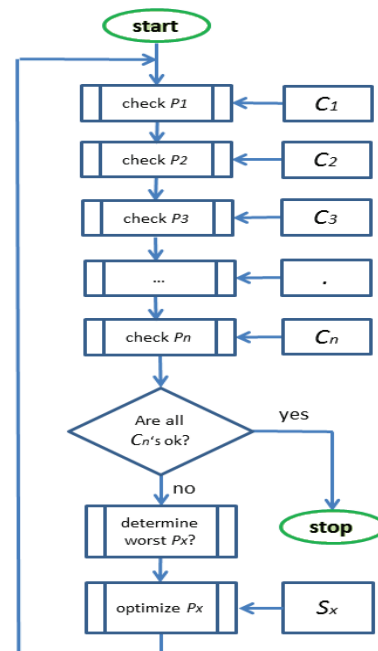 start
check P1
C1
check P2
C2
check P3
C3
...
.
check Pn
Cn
Are all
Cn's ok?
yes
no
stop
determine
worst Px?
optimize Px
Sx